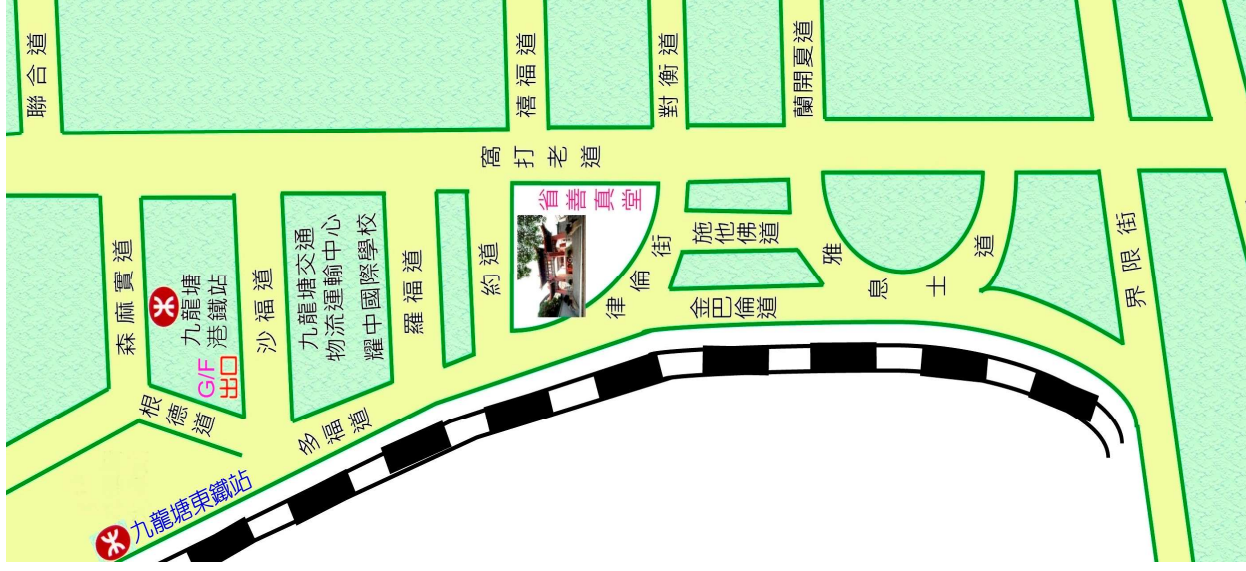 聯合道
禧福道
對衡道
蘭開夏道
窩打老道
省善真堂
森麻實道
九龍塘
港鐵站
G/F
出口
沙福道
九龍塘交通
物流運輸中心
耀中國際學校
羅福道
約道
律倫街
施他佛道
金巴倫道
雅息士道
界限街
根德道
多福道
九龍塘東鐵站